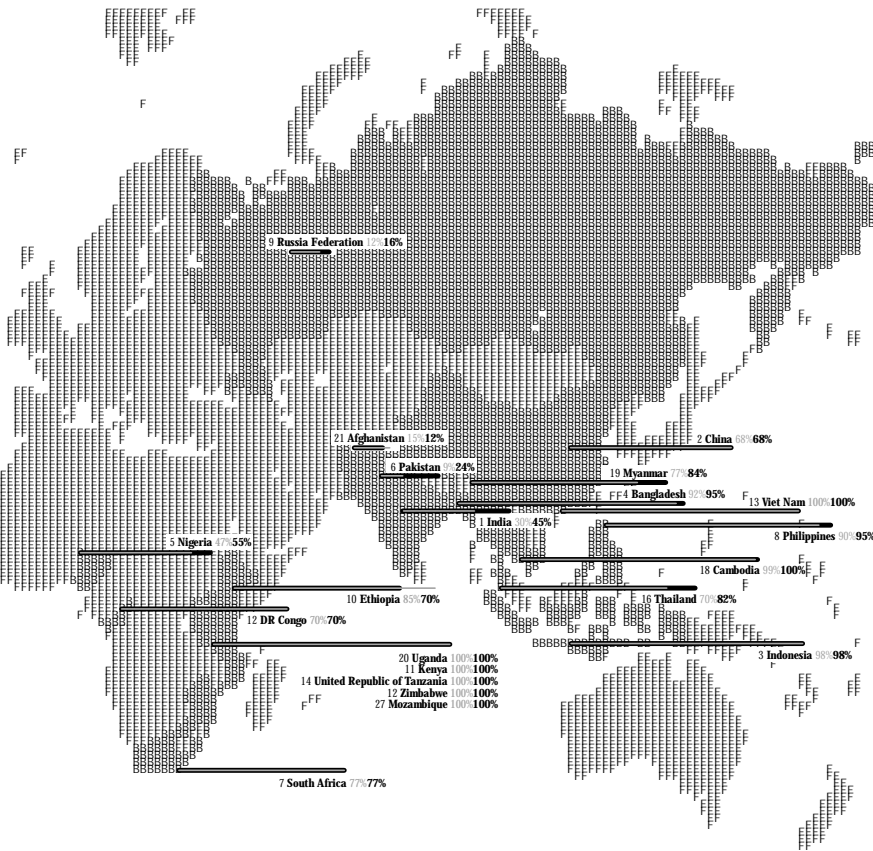 9 Russia Federation 12%16%
21 Afghanistan 15%12%
2 China 68%68%
6 Pakistan 9%24%
19 Myanmar 77%84%
4 Bangladesh 92%95%
13 Viet Nam 100%100%
1 India 30%45%
8 Philippines 90%95%
5 Nigeria 47%55%
18 Cambodia 99%100%
10 Ethiopia 85%70%
16 Thailand 70%82%
12 DR Congo 70%70%
20 Uganda 100%100%
3 Indonesia 98%98%
11 Kenya 100%100%
14 United Republic of Tanzania 100%100%
12 Zimbabwe 100%100%
27 Mozambique 100%100%
7 South Africa 77%77%